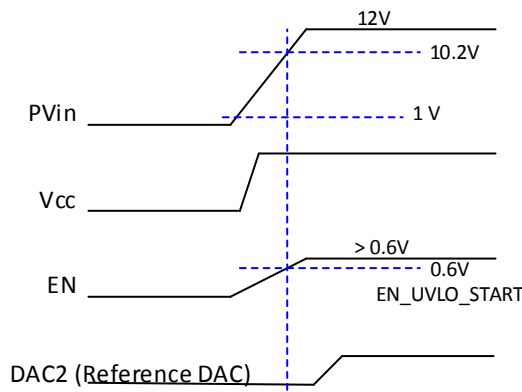 12V
10.2V
PVin
1 V
Vcc
> 0.6V
0.6V
EN
EN_UVLO_START
DAC2 (Reference DAC)